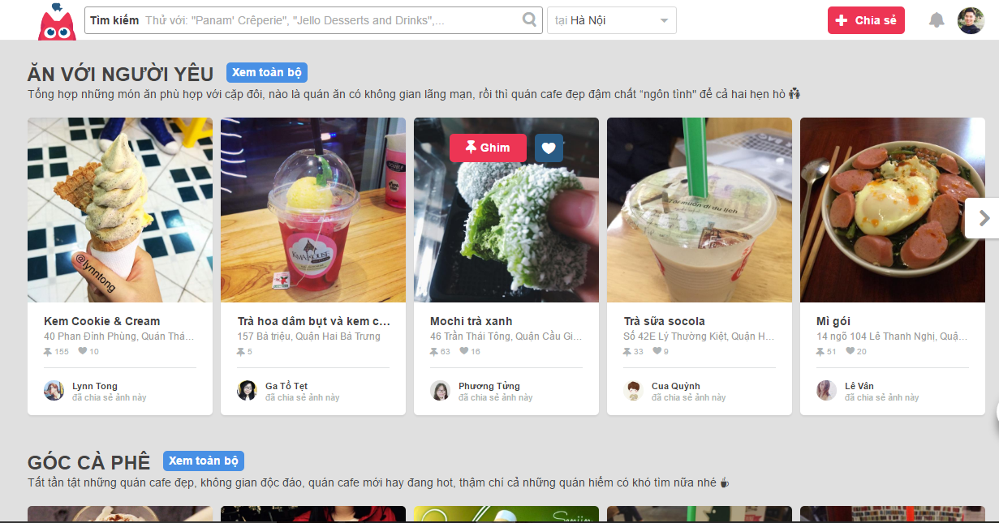 Tìm kiếm Thử với: "Panam' Crêperie", "Jello Desserts and Drinks",...
tại Hà Nội
Chia sẻ
ĂN VỚI NGƯỜI YÊU Xem toàn bộ
Tổng hợp những món ăn phù hợp với cặp đôi, nào là quán ăn có không gian lãng mạn, rồi thì quán cafe đẹp đậm chất “ngôn tình" để cả hai hẹn hò
@lynntong
DOUBLE
KMAHOUSE
Ghim
Tôi muốn đi du lịch
Kem Cookie & Cream
40 Phan Đình Phùng, Quán Thá...
155 10
Lynn Tong
đã chia sẻ ảnh này
Trà hoa dâm bụt và kem c...
157 Bà triệu, Quận Hai Bà Trưng
5
Ga Tồ Tẹt
đã chia sẻ ảnh này
Mochi trà xanh
46 Trần Thái Tông, Quận Cầu Gi...
63 16
Phương Tửng
đã chia sẻ ảnh này
Trà sữa socola
Số 42E Lý Thường Kiệt, Quận H...
33 9
Cua Quỳnh
đã chia sẻ ảnh này
Mì gói
14 ngõ 104 Lê Thanh Nghị, Quậ...
51 20
Lê Vân
đã chia sẻ ảnh này
GÓC CÀ PHÊ Xem toàn bộ
Tất tần tật những quán cafe đẹp, không gian độc đáo, quán cafe mới hay đang hot, thậm chí cả những quán hiếm có khó tìm nữa nhé